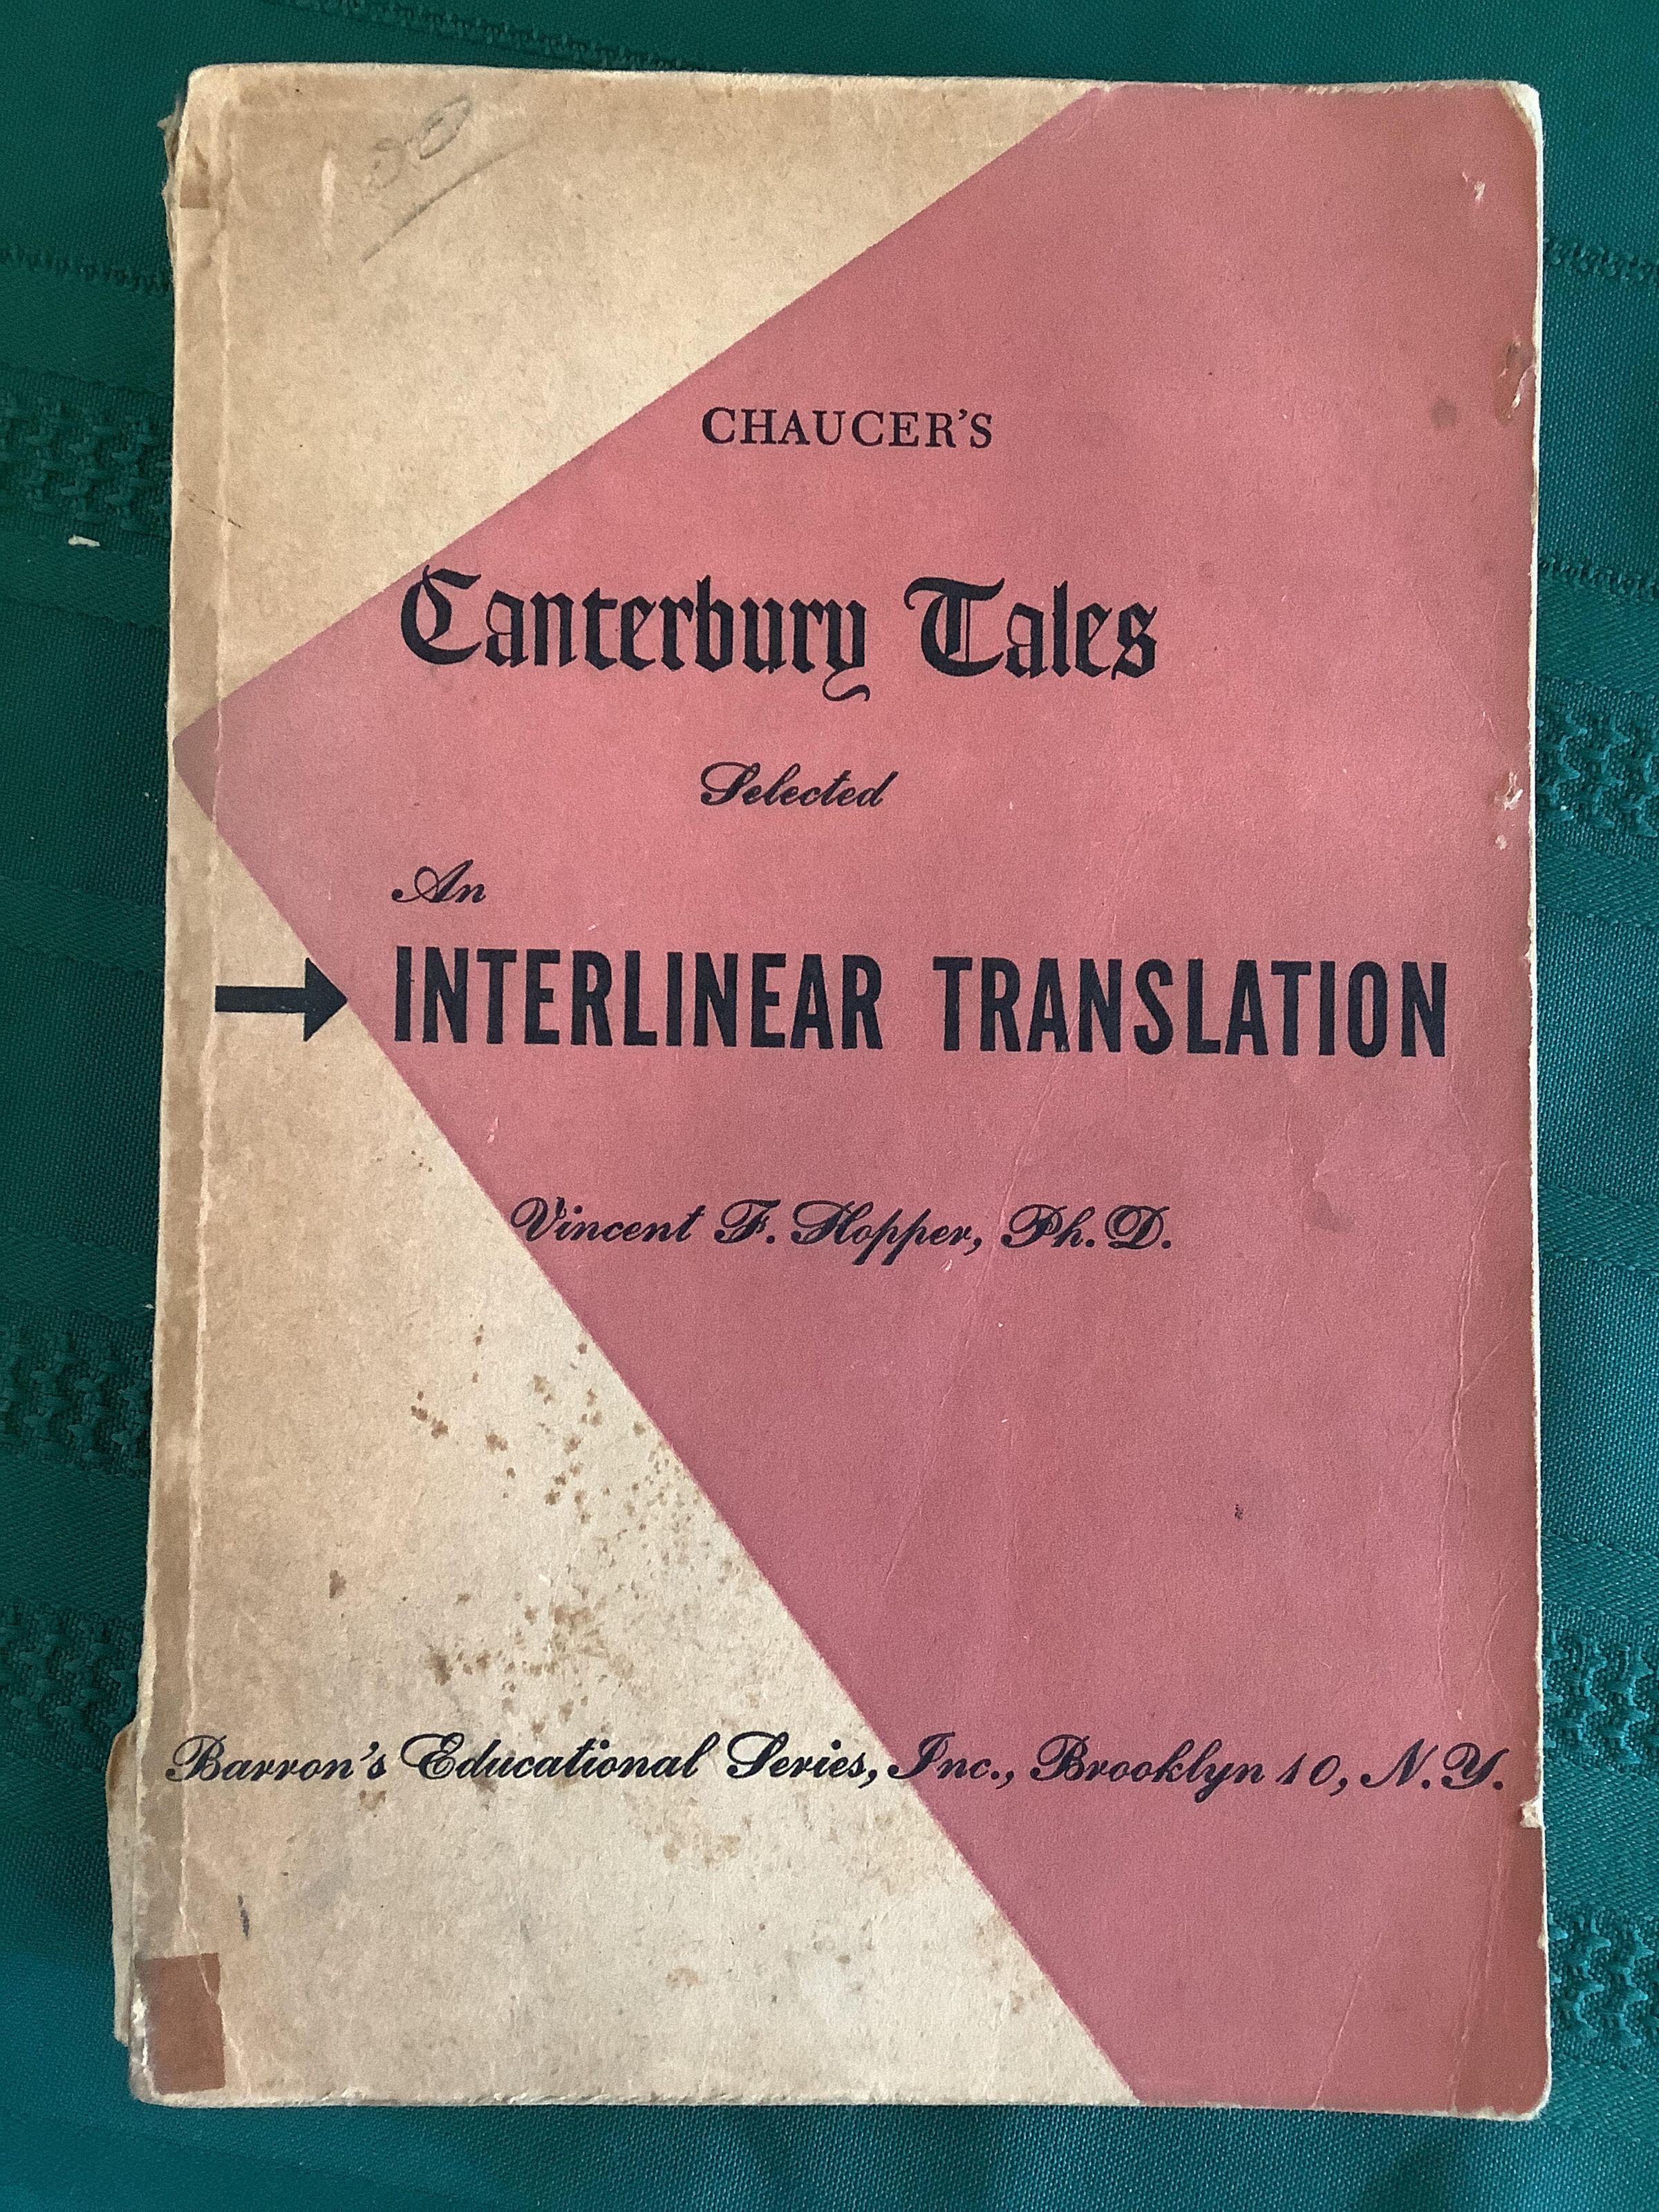 CHAUCER'S
Canterbury Tales
Selected
An
INTERLINEAR TRANSLATION
Vincent F. Hopper, Ph. D.
Barron's Educational Series, Inc., Brooklyn 10, N. Y.